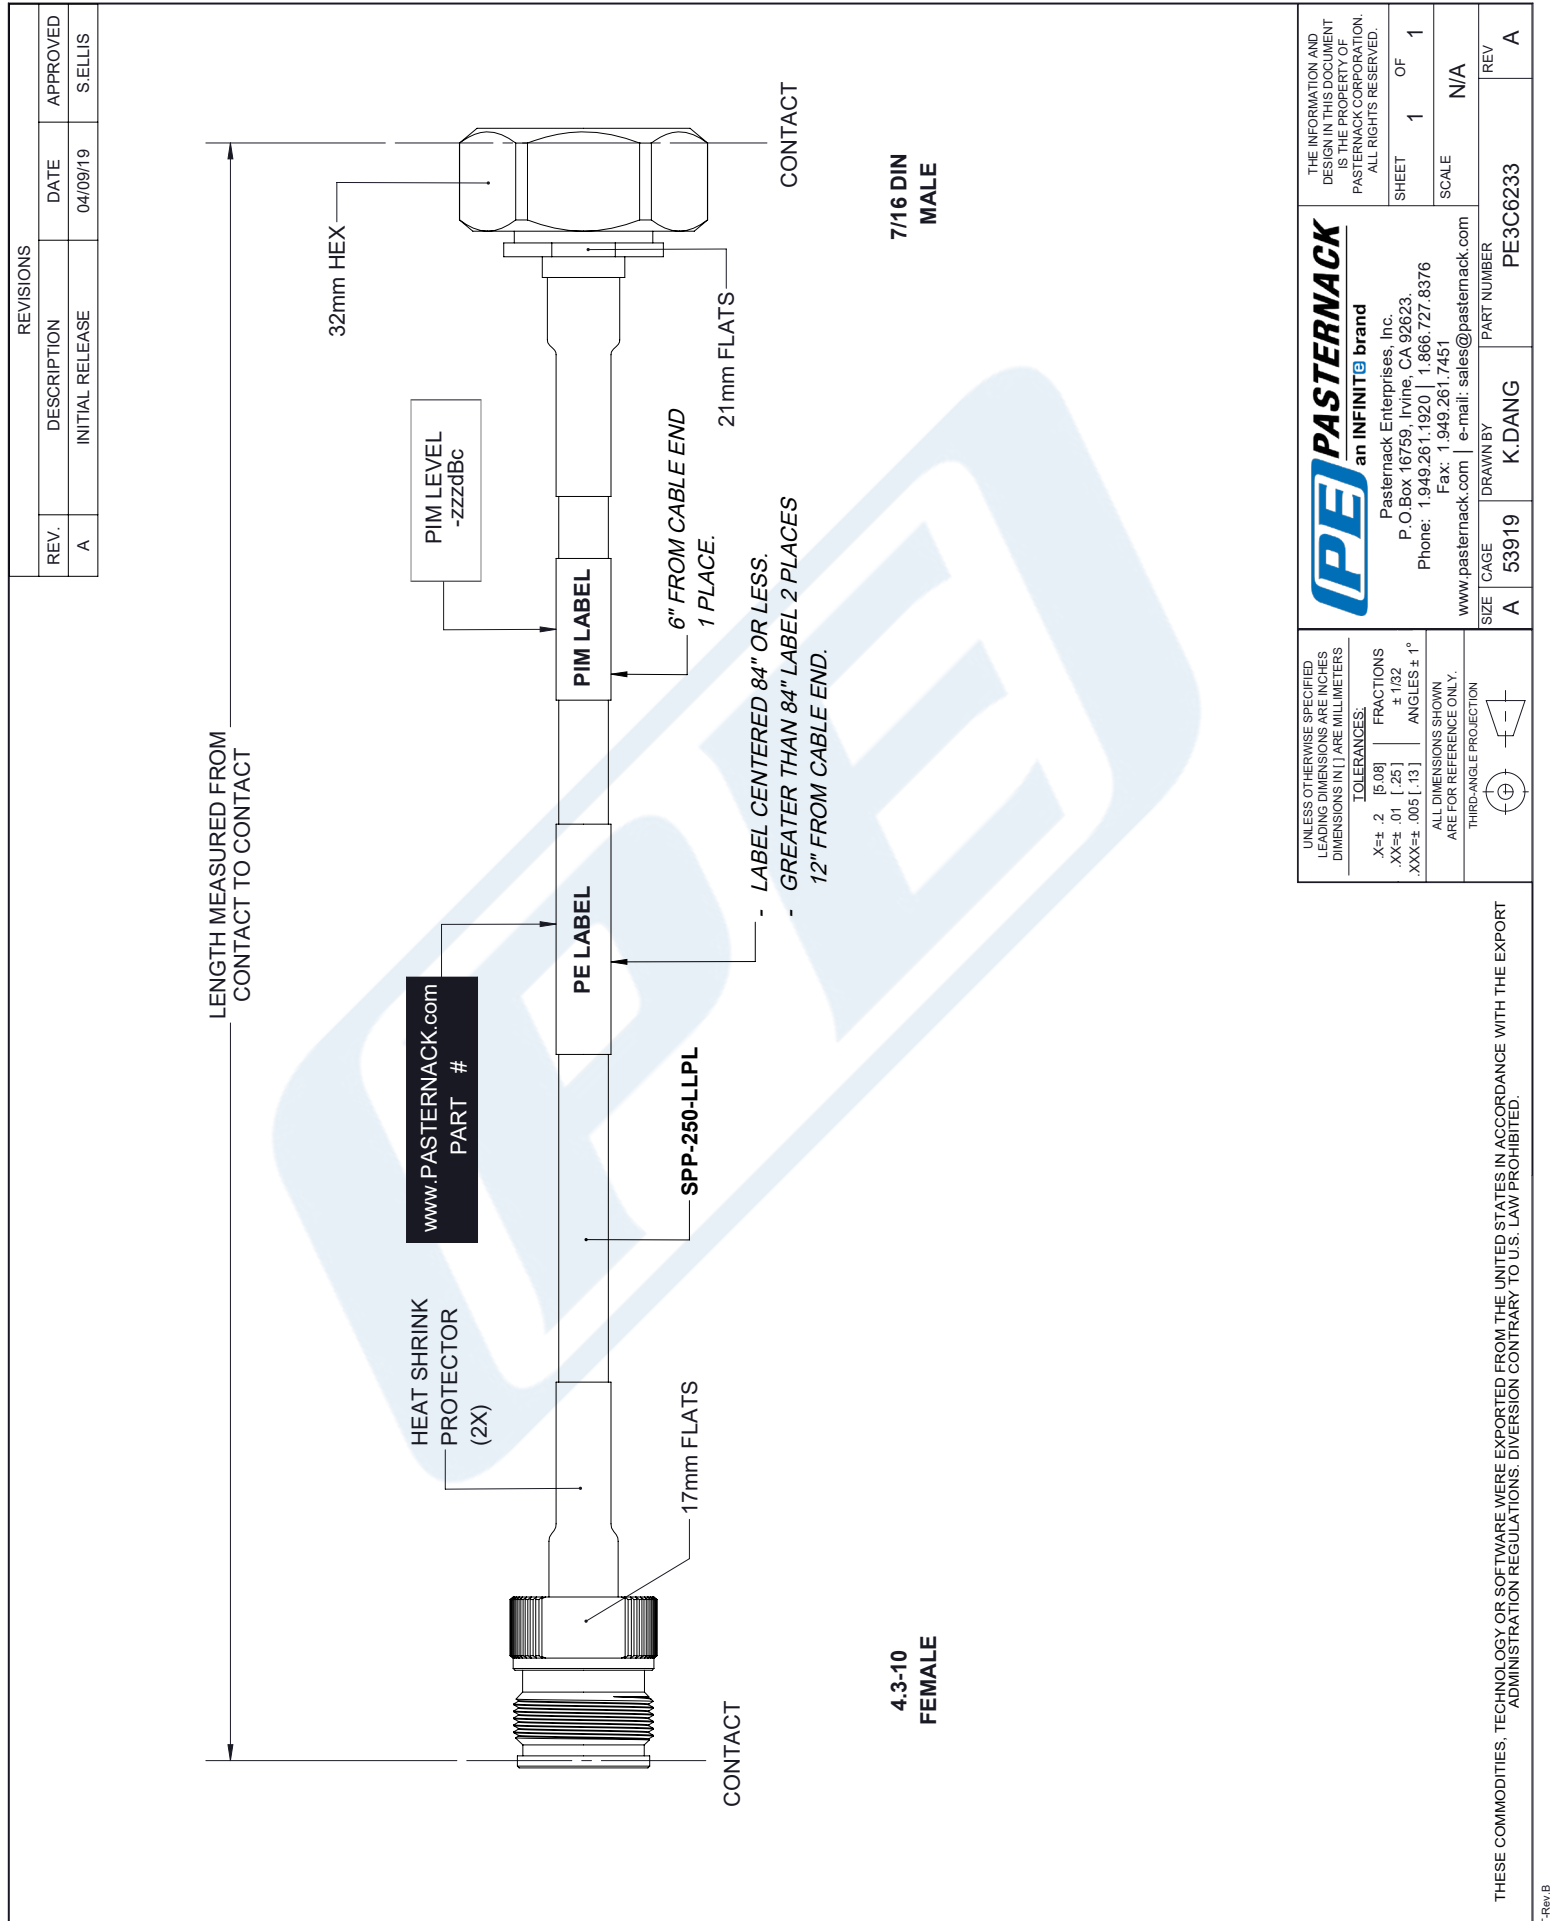 REVISIONS
REV. DESCRIPTION DATE APPROVED
A INITIAL RELEASE 04/09/19 S.ELLIS
LENGTH MEASURED FROM
CONTACT TO CONTACT
32mm HEX
PIM LEVEL
-zzzdBc
www.PASTERNACK.com
PART #
HEAT SHRINK
PROTECTOR
(2X)
PE LABEL
PIM LABEL
17mm FLATS
SPP-250-LLPL
6" FROM CABLE END
1 PLACE.
21mm FLATS
- LABEL CENTERED 84" OR LESS.
- GREATER THAN 84" LABEL 2 PLACES
12" FROM CABLE END.
CONTACT
CONTACT
4.3-10
FEMALE
7/16 DIN
MALE
PE
UNLESS OTHERWISE SPECIFIED
LEADING DIMENSIONS ARE INCHES
DIMENSIONS IN [ ] ARE MILLIMETERS
TOLERANCES:
.X=± .2 [5.08] FRACTIONS
.XX=± .01 [ .25] ± 1/32
.XXX=± .005 [ .13] ANGLES ± 1°
ALL DIMENSIONS SHOWN
ARE FOR REFERENCE ONLY.
THIRD-ANGLE PROJECTION
PE PASTERNACK
an INFINITe brand
Pasternack Enterprises, Inc.
P.O.Box 16759, Irvine, CA 92623.
Phone: 1.949.261.1920 | 1.866.727.8376
Fax: 1.949.261.7451
www.pasternack.com | e-mail: sales@pasternack.com
THE INFORMATION AND
DESIGN IN THIS DOCUMENT
IS THE PROPERTY OF
PASTERNACK CORPORATION.
ALL RIGHTS RESERVED.
SHEET 1 OF 1
SCALE N/A
SIZE A
CAGE 53919
DRAWN BY K.DANG
PART NUMBER PE3C6233
REV A
THESE COMMODITIES, TECHNOLOGY OR SOFTWARE WERE EXPORTED FROM THE UNITED STATES IN ACCORDANCE WITH THE EXPORT
ADMINISTRATION REGULATIONS. DIVERSION CONTRARY TO U.S. LAW PROHIBITED.
-Rev.B